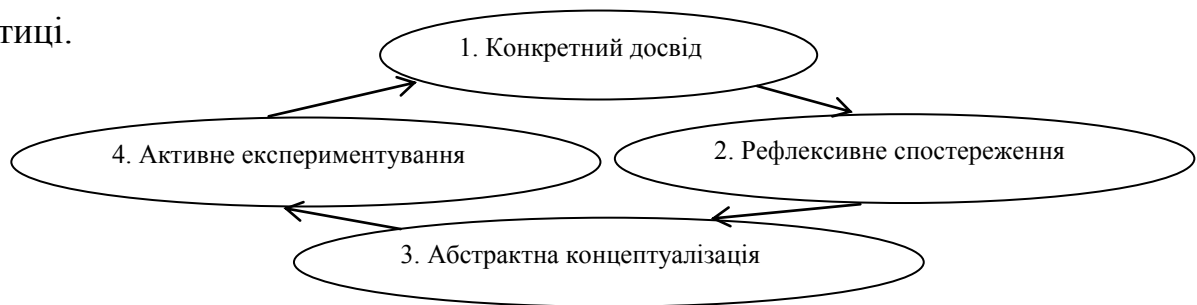 тиці.
1. Конкретний досвід
4. Активне експериментування
2. Рефлексивне спостереження
3. Абстрактна концептуалізація